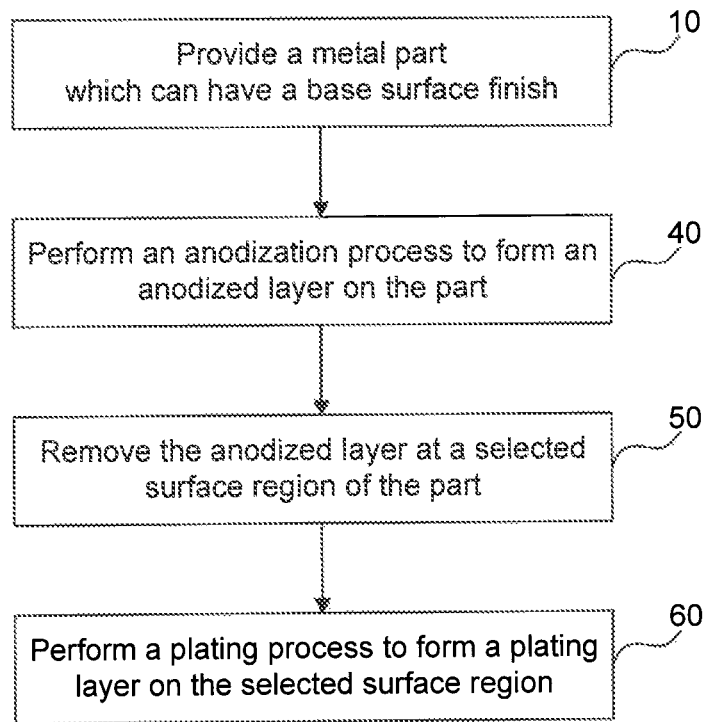 10
Provide a metal part
which can have a base surface finish
40
Perform an anodization process to form an
anodized layer on the part
50
Remove the anodized layer at a selected
surface region of the part
60
Perform a plating process to form a plating
layer on the selected surface region